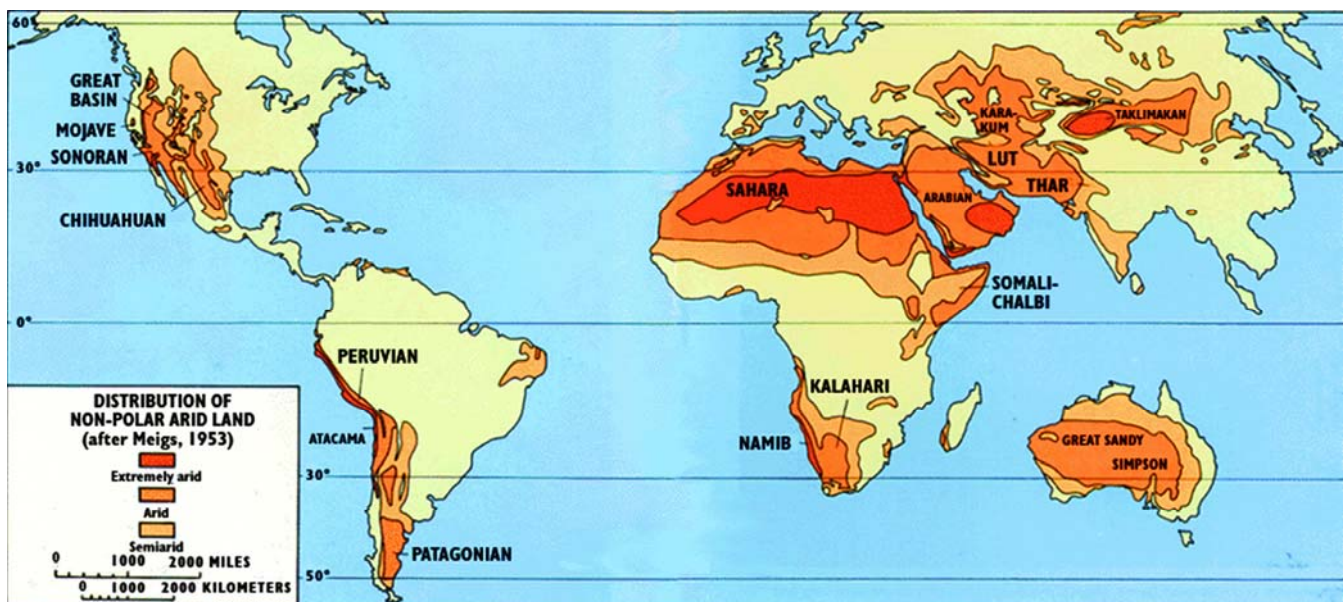 60°
GREAT
BASIN
MOJAVE
SONORAN
30°
CHIHUAHUAN
SAHARA
ARABIAN
KARA-
KUM
TAKLIMAKAN
LUT
THAR
SOMALI-
CHALBI
0°
PERUVIAN
ATACAMA
PATAGONIAN
KALAHARI
NAMIB
GREAT SANDY
SIMPSON
30°
50°
DISTRIBUTION OF
NON-POLAR ARID LAND
(after Meigs, 1953)
Extremely arid
Arid
Semiarid
0 1000 2000 MILES
0 1000 2000 KILOMETERS